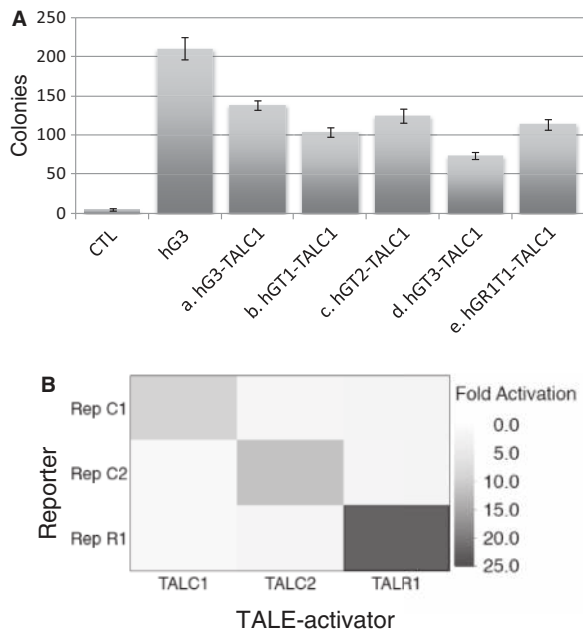 A
250
200
150
100
50
0
Colonies
CTL
hG3
a. hG3-TALC1
b. hGT1-TALC1
c. hGT2-TALC1
d. hGT3-TALC1
e. hGR1T1-TALC1
B
Fold Activation
0.0
5.0
10.0
15.0
20.0
25.0
Reporter
Rep C1
Rep C2
Rep R1
TALC1 TALC2 TALR1
TALE-activator